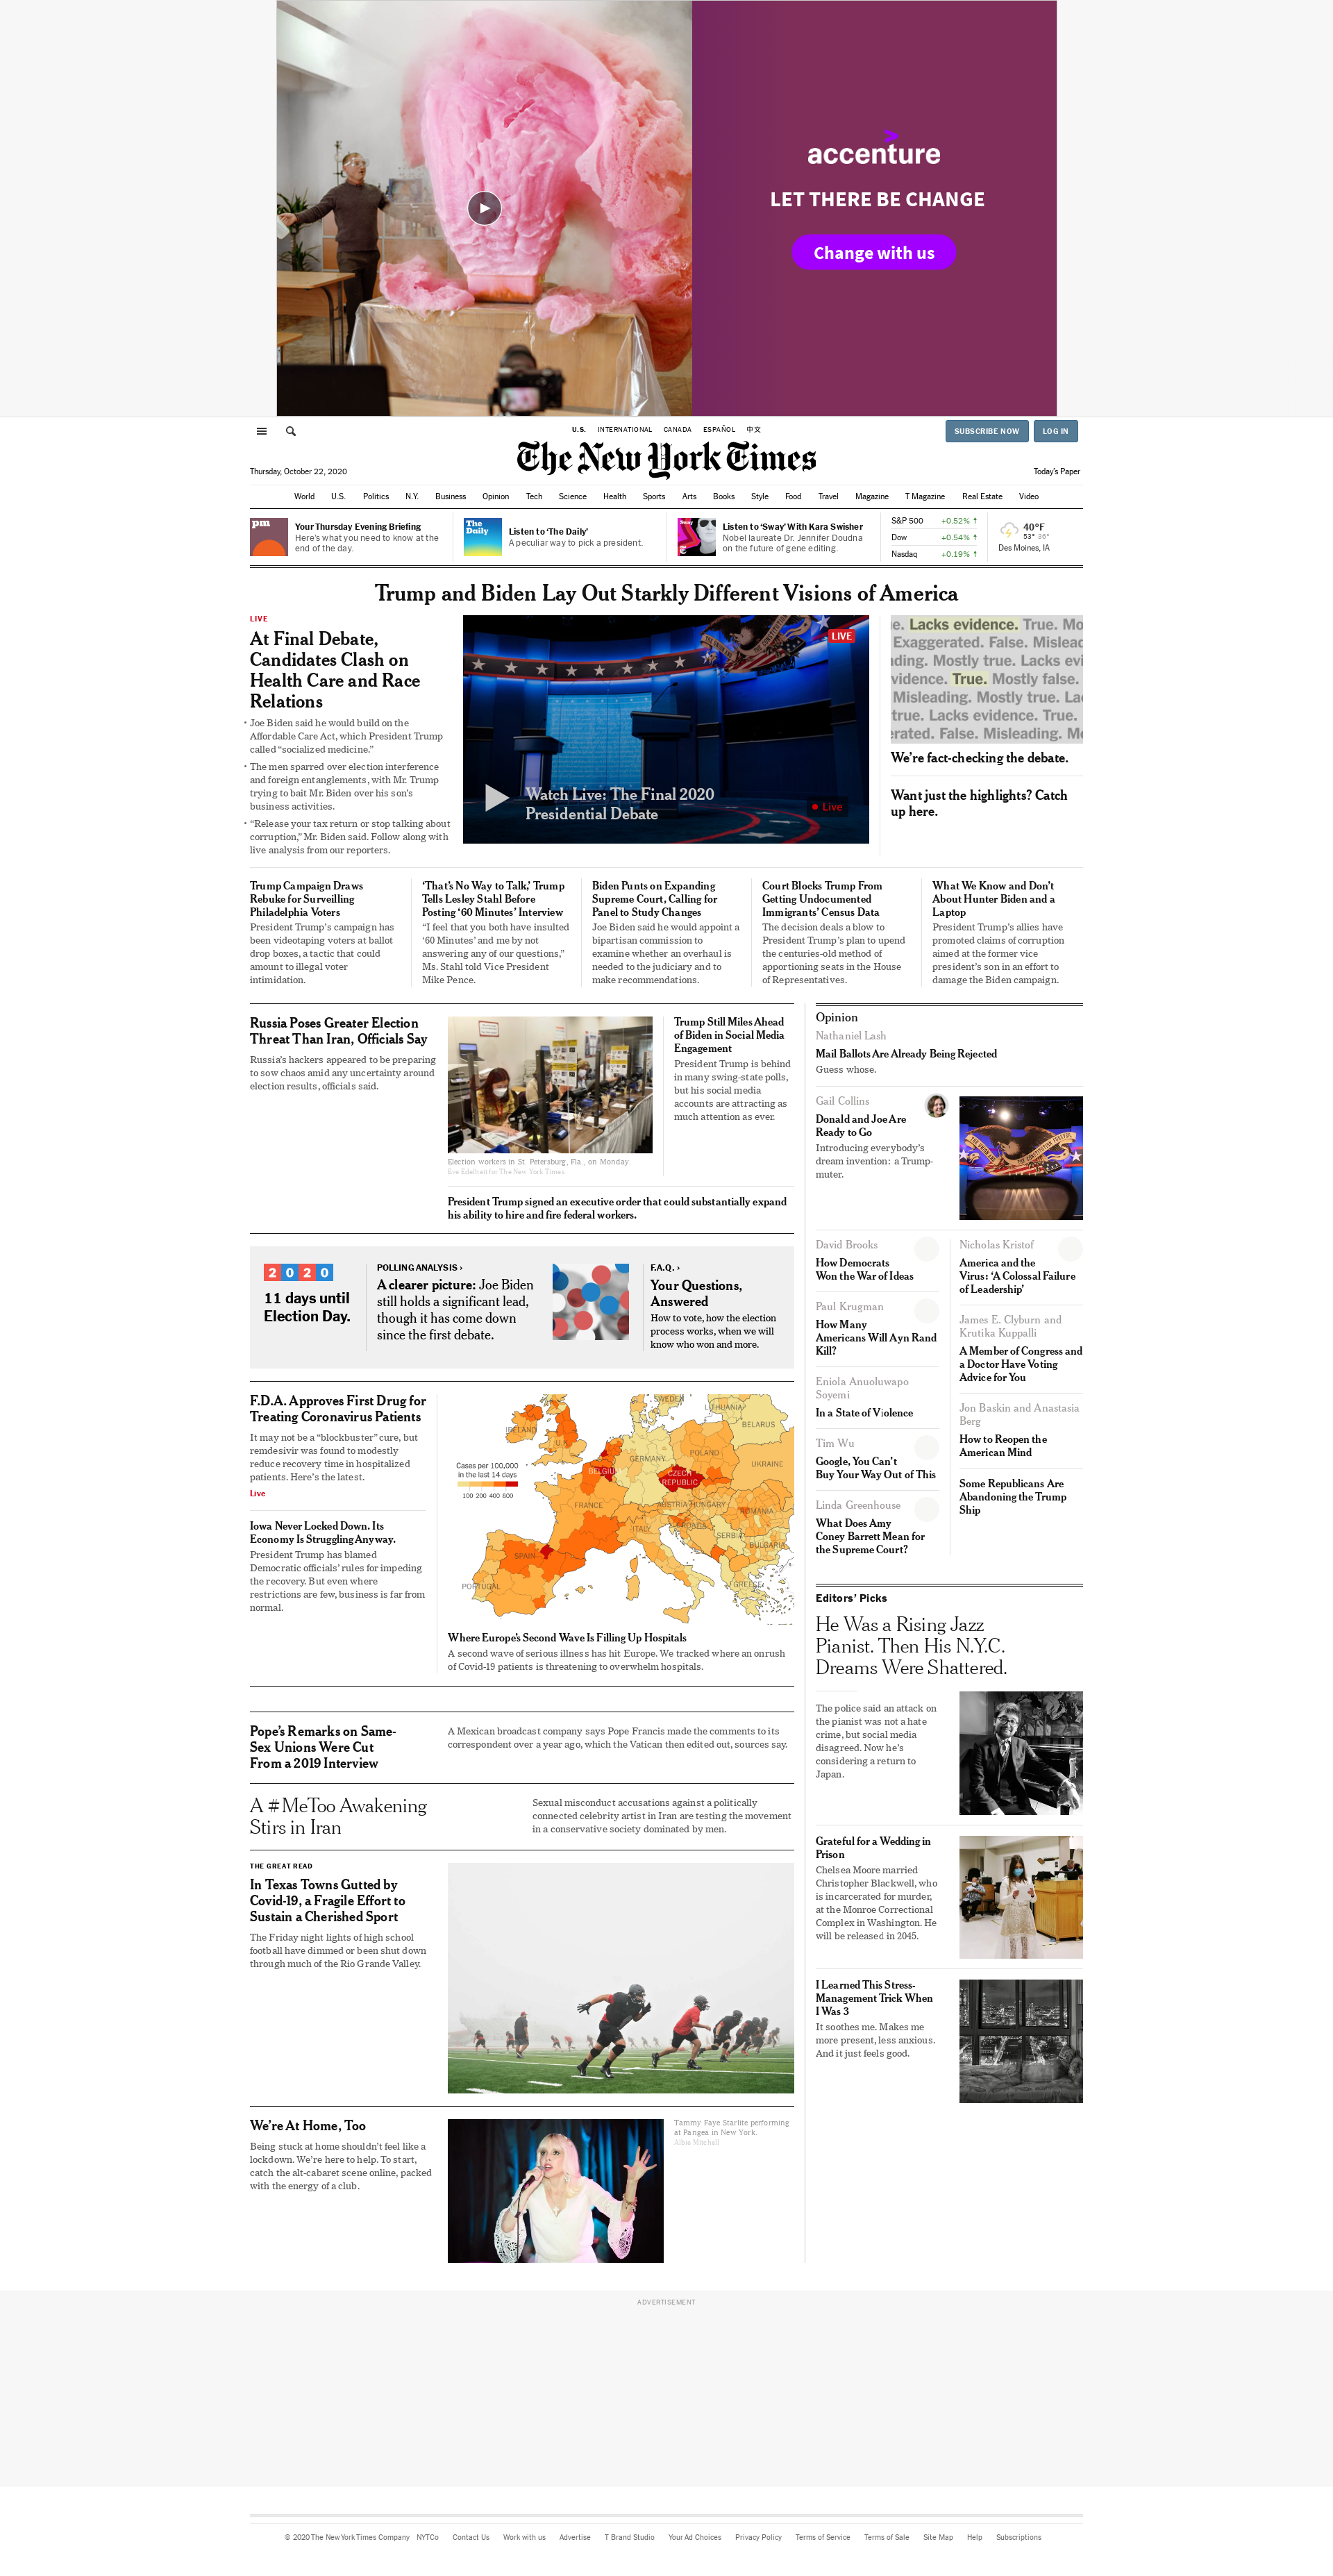 accenture
LET THERE BE CHANGE
Change with us
U.S. INTERNATIONAL CANADA ESPAÑOL 中文
SUBSCRIBE NOW LOG IN
The New York Times
Thursday, October 22, 2020
Today's Paper
World U.S. Politics N.Y. Business Opinion Tech Science Health Sports Arts Books Style Food Travel Magazine T Magazine Real Estate Video
pm
Your Thursday Evening Briefing
Here's what you need to know at the
end of the day.
The
Daily
Listen to 'The Daily'
A peculiar way to pick a president.
Listen to 'Sway' With Kara Swisher
Nobel laureate Dr. Jennifer Doudna
on the future of gene editing.
S&P 500 +0.52% ↑
Dow +0.54% ↑
Nasdaq +0.19% ↑
40°F
53° 36°
Des Moines, IA
Trump and Biden Lay Out Starkly Different Visions of America
LIVE
At Final Debate,
Candidates Clash on
Health Care and Race
Relations
• Joe Biden said he would build on the
Affordable Care Act, which President Trump
called “socialized medicine.”
• The men sparred over election interference
and foreign entanglements, with Mr. Trump
trying to bait Mr. Biden over his son's
business activities.
• “Release your tax return or stop talking about
corruption,” Mr. Biden said. Follow along with
live analysis from our reporters.
LIVE
Watch Live: The Final 2020
Presidential Debate
Live
e. Lacks evidence. True. Mo
Exaggerated. False. Mislead
ding. Mostly true. Lacks evi
vidence. True. Mostly false.
Misleading. Mostly true.
true. Lacks evidence. True.
erated. False. Misleading. Mo
We're fact-checking the debate.
Want just the highlights? Catch
up here.
Trump Campaign Draws
Rebuke for Surveilling
Philadelphia Voters
President Trump's campaign has
been videotaping voters at ballot
drop boxes, a tactic that could
amount to illegal voter
intimidation.
‘That's No Way to Talk,’ Trump
Tells Lesley Stahl Before
Posting ‘60 Minutes’ Interview
“I feel that you both have insulted
‘60 Minutes’ and me by not
answering any of our questions,”
Ms. Stahl told Vice President
Mike Pence.
Biden Punts on Expanding
Supreme Court, Calling for
Panel to Study Changes
Joe Biden said he would appoint a
bipartisan commission to
examine whether an overhaul is
needed to the judiciary and to
make recommendations.
Court Blocks Trump From
Getting Undocumented
Immigrants' Census Data
The decision deals a blow to
President Trump's plan to upend
the centuries-old method of
apportioning seats in the House
of Representatives.
What We Know and Don't
About Hunter Biden and a
Laptop
President Trump's allies have
promoted claims of corruption
aimed at the former vice
president's son in an effort to
damage the Biden campaign.
Russia Poses Greater Election
Threat Than Iran, Officials Say
Russia's hackers appeared to be preparing
to sow chaos amid any uncertainty around
election results, officials said.
Election workers in St. Petersburg, Fla., on Monday.
Eve Edelheit for The New York Times
Trump Still Miles Ahead
of Biden in Social Media
Engagement
President Trump is behind
in many swing-state polls,
but his social media
accounts are attracting as
much attention as ever.
President Trump signed an executive order that could substantially expand
his ability to hire and fire federal workers.
2020
11 days until
Election Day.
POLLING ANALYSIS ›
A clearer picture: Joe Biden
still holds a significant lead,
though it has come down
since the first debate.
F.A.Q. ›
Your Questions,
Answered
How to vote, how the election
process works, when we will
know who won and more.
F.D.A. Approves First Drug for
Treating Coronavirus Patients
It may not be a “blockbuster” cure, but
remdesivir was found to modestly
reduce recovery time in hospitalized
patients. Here's the latest.
Live
Iowa Never Locked Down. Its
Economy Is Struggling Anyway.
President Trump has blamed
Democratic officials' rules for impeding
the recovery. But even where
restrictions are few, business is far from
normal.
Cases per 100,000
in the last 14 days
100 200 400 800
SWEDEN
LITHUANIA
BELARUS
IRELAND
U.K.
POLAND
GERMANY
BELGIUM
UKRAINE
CZECH
REPUBLIC
FRANCE
AUSTRIA HUNGARY
ROMANIA
ITALY
CROATIA
SERBIA
BULGARIA
SPAIN
PORTUGAL
GREECE
Where Europe's Second Wave Is Filling Up Hospitals
A second wave of serious illness has hit Europe. We tracked where an onrush
of Covid-19 patients is threatening to overwhelm hospitals.
Pope's Remarks on Same-
Sex Unions Were Cut
From a 2019 Interview
A Mexican broadcast company says Pope Francis made the comments to its
correspondent over a year ago, which the Vatican then edited out, sources say.
A #MeToo Awakening
Stirs in Iran
Sexual misconduct accusations against a politically
connected celebrity artist in Iran are testing the movement
in a conservative society dominated by men.
THE GREAT READ
In Texas Towns Gutted by
Covid-19, a Fragile Effort to
Sustain a Cherished Sport
The Friday night lights of high school
football have dimmed or been shut down
through much of the Rio Grande Valley.
We're At Home, Too
Being stuck at home shouldn't feel like a
lockdown. We're here to help. To start,
catch the alt-cabaret scene online, packed
with the energy of a club.
Tammy Faye Starlite performing
at Pangea in New York.
Albie Mitchell
Opinion
Nathaniel Lash
Mail Ballots Are Already Being Rejected
Guess whose.
Gail Collins
Donald and Joe Are
Ready to Go
Introducing everybody's
dream invention: a Trump-
muter.
David Brooks
How Democrats
Won the War of Ideas
Paul Krugman
How Many
Americans Will Ayn Rand
Kill?
Eniola Anuoluwapo
Soyemi
In a State of Violence
Tim Wu
Google, You Can't
Buy Your Way Out of This
Linda Greenhouse
What Does Amy
Coney Barrett Mean for
the Supreme Court?
Nicholas Kristof
America and the
Virus: ‘A Colossal Failure
of Leadership’
James E. Clyburn and
Krutika Kuppalli
A Member of Congress and
a Doctor Have Voting
Advice for You
Jon Baskin and Anastasia
Berg
How to Reopen the
American Mind
Some Republicans Are
Abandoning the Trump
Ship
Editors' Picks
He Was a Rising Jazz
Pianist. Then His N.Y.C.
Dreams Were Shattered.
The police said an attack on
the pianist was not a hate
crime, but social media
disagreed. Now he's
considering a return to
Japan.
Grateful for a Wedding in
Prison
Chelsea Moore married
Christopher Blackwell, who
is incarcerated for murder,
at the Monroe Correctional
Complex in Washington. He
will be released in 2045.
I Learned This Stress-
Management Trick When
I Was 3
It soothes me. Makes me
more present, less anxious.
And it just feels good.
ADVERTISEMENT
© 2020 The New York Times Company NYTCo Contact Us Work with us Advertise T Brand Studio Your Ad Choices Privacy Policy Terms of Service Terms of Sale Site Map Help Subscriptions